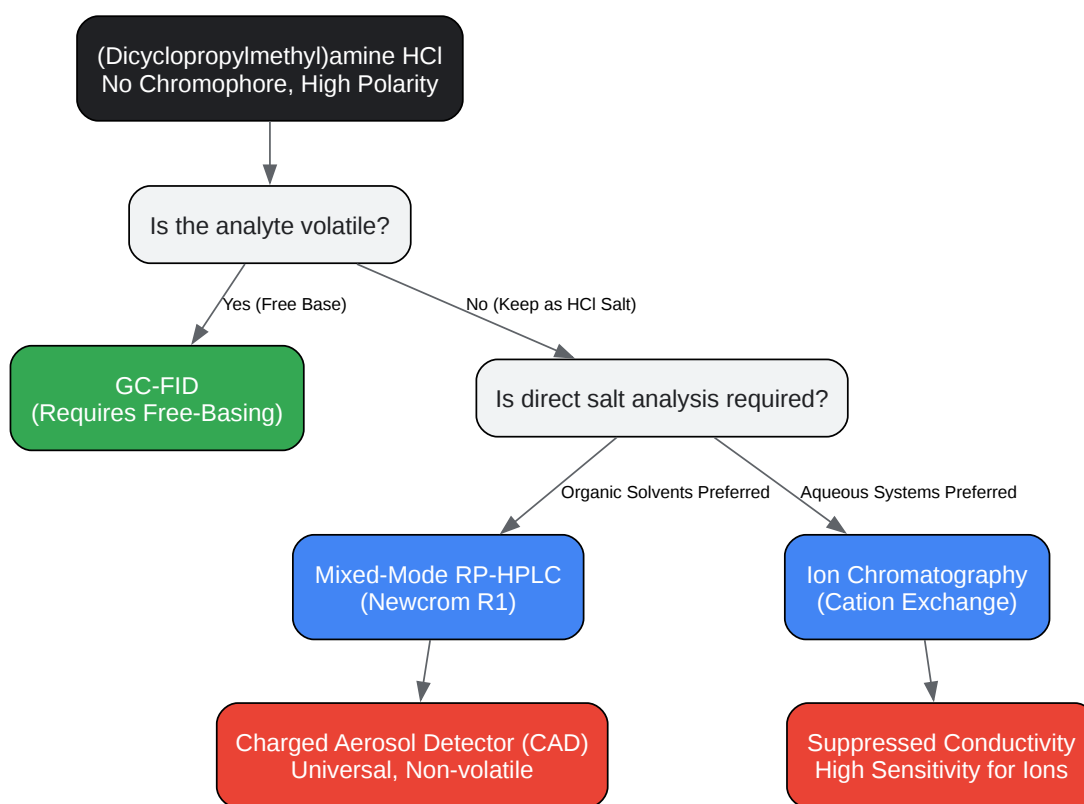 (Dicyclopropylmethyl)amine HCl
No Chromophore, High Polarity
Is the analyte volatile?
Yes (Free Base)
No (Keep as HCl Salt)
GC-FID
(Requires Free-Basing)
Is direct salt analysis required?
Organic Solvents Preferred
Aqueous Systems Preferred
Mixed-Mode RP-HPLC
(Newcrom R1)
Ion Chromatography
(Cation Exchange)
Charged Aerosol Detector (CAD)
Universal, Non-volatile
Suppressed Conductivity
High Sensitivity for Ions